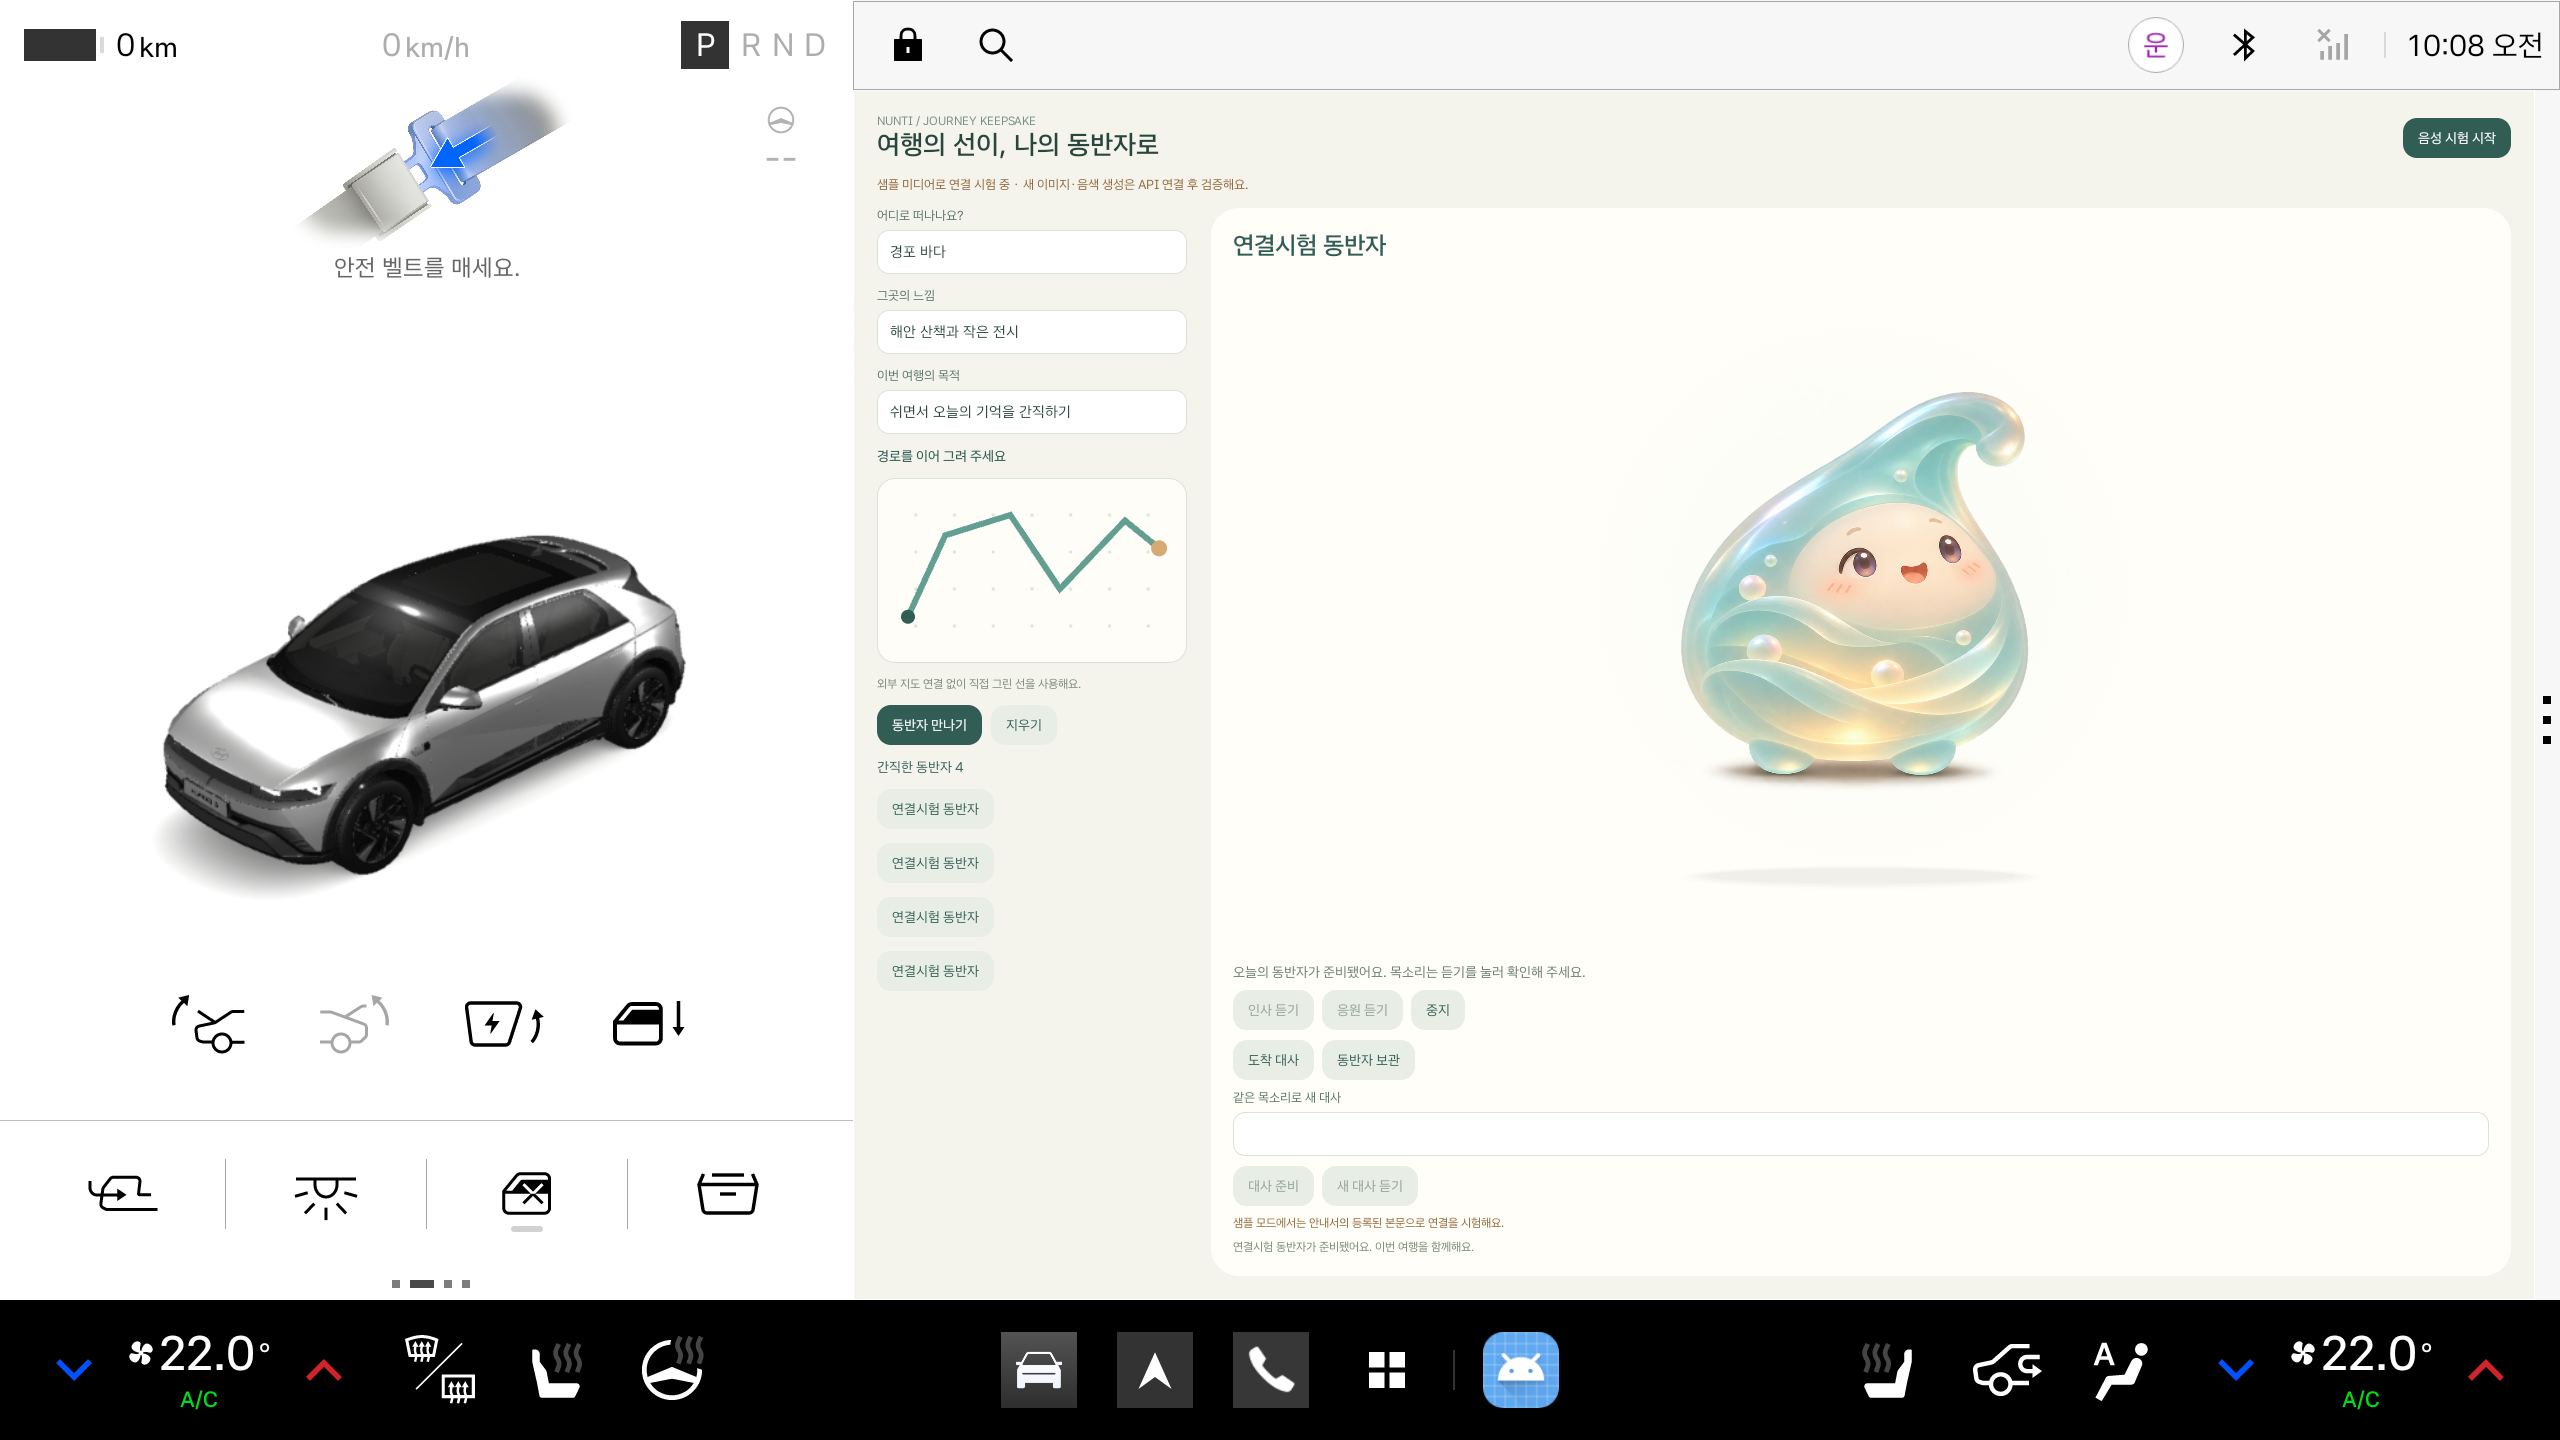 0 km
0 km/h
P R N D
안전 벨트를 매세요.
운
10:08 오전
NUNTI / JOURNEY KEEPSAKE
여행의 선이, 나의 동반자로
음성 시험 시작
샘플 미디어로 연결 시험 중 · 새 이미지·음색 생성은 API 연결 후 검증해요.
어디로 떠나나요?
경포 바다
그곳의 느낌
해안 산책과 작은 전시
이번 여행의 목적
쉬면서 오늘의 기억을 간직하기
경로를 이어 그려 주세요
외부 지도 연결 없이 직접 그린 선을 사용해요.
동반자 만나기
지우기
간직한 동반자 4
연결시험 동반자
연결시험 동반자
연결시험 동반자
연결시험 동반자
연결시험 동반자
오늘의 동반자가 준비됐어요. 목소리는 듣기를 눌러 확인해 주세요.
인사 듣기
응원 듣기
중지
도착 대사
동반자 보관
같은 목소리로 새 대사
대사 준비
새 대사 듣기
샘플 모드에서는 안내서의 등록된 본문으로 연결을 시험해요.
연결시험 동반자가 준비됐어요. 이번 여행을 함께해요.
22.0°
A/C
A
22.0°
A/C